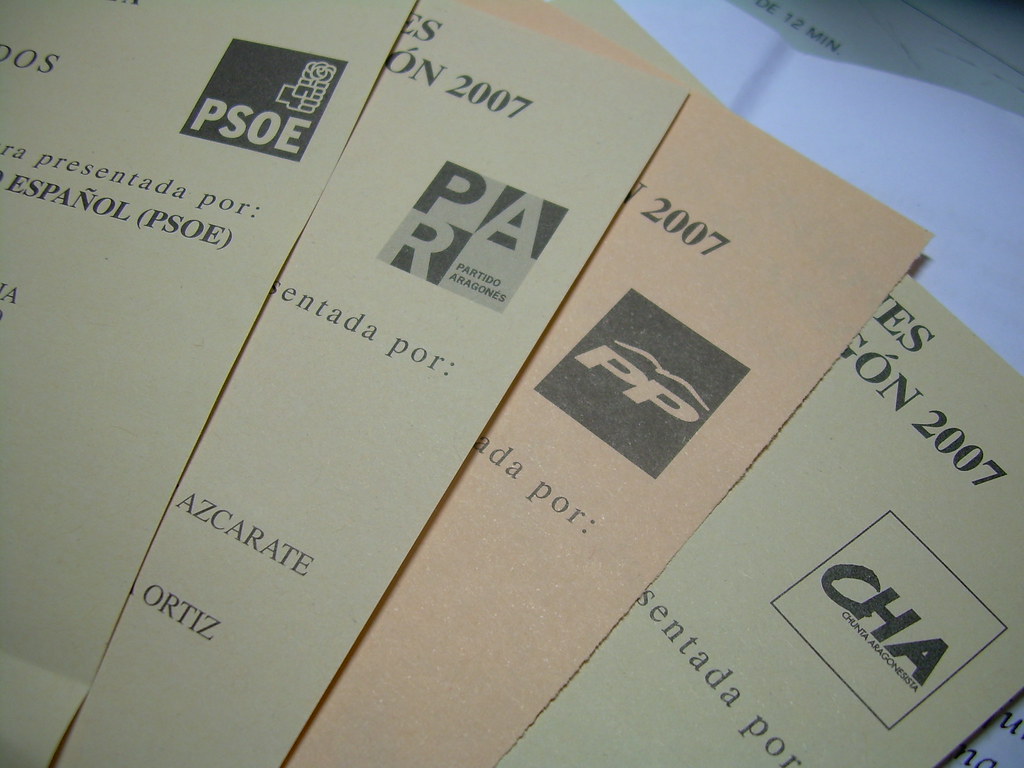 DOS
PSOE
ra presentada por:
ESPAÑOL (PSOE)
ES
ÓN 2007
PAR
PARTIDO
ARAGONÉS
sentada por:
AZCARATE
ORTIZ
N 2007
PP
ada por:
ES
GÓN 2007
CHA
CHUNTA ARAGONESISTA
sentada por:
DE 12 MIN.